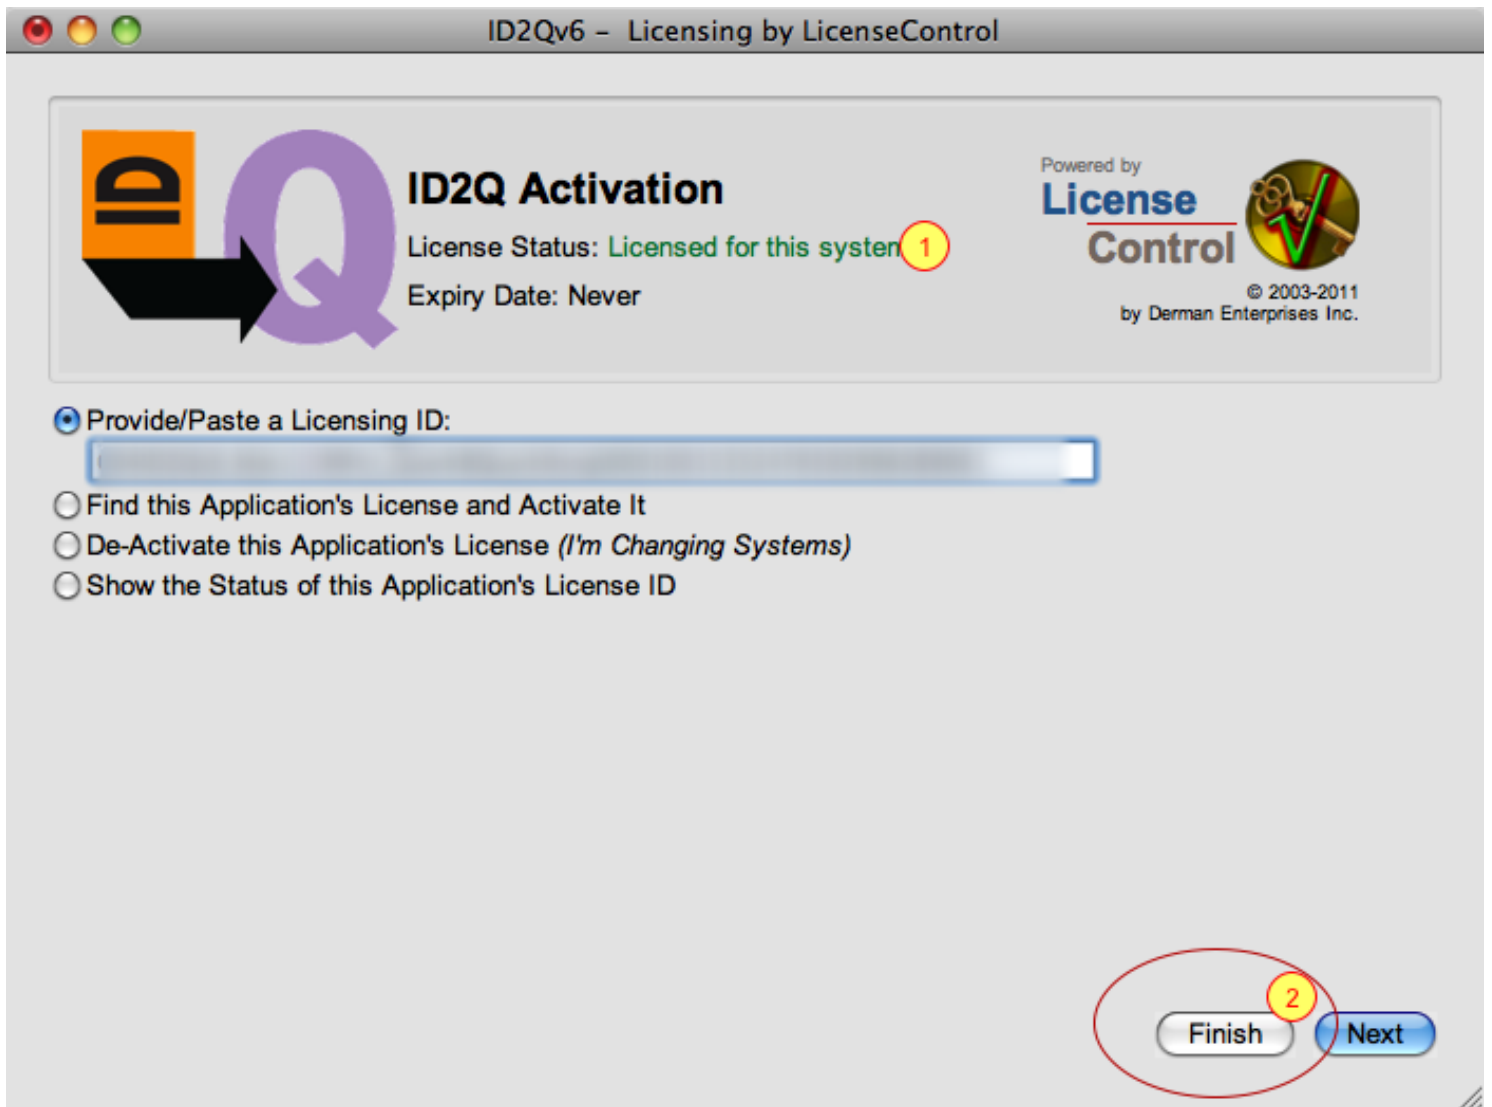 ID2Qv6 – Licensing by LicenseControl
ID
Q
ID2Q Activation
License Status: Licensed for this system
1
Expiry Date: Never
Powered by
License
Control
© 2003-2011
by Derman Enterprises Inc.
Provide/Paste a Licensing ID:
Find this Application's License and Activate It
De-Activate this Application's License (I'm Changing Systems)
Show the Status of this Application's License ID
2
Finish
Next